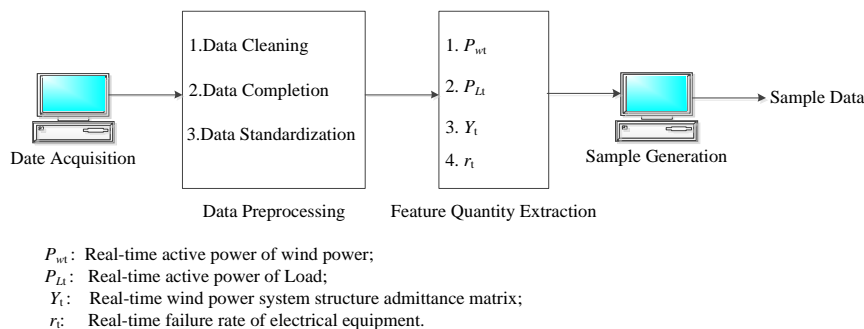 1.Data Cleaning
2.Data Completion
3.Data Standardization
Date Acquisition
Data Preprocessing
1. Pwt
2. PLt
3. Yt
4. rt
Feature Quantity Extraction
Sample Generation
Sample Data
Pwt: Real-time active power of wind power;
PLt: Real-time active power of Load;
Yt: Real-time wind power system structure admittance matrix;
rt: Real-time failure rate of electrical equipment.